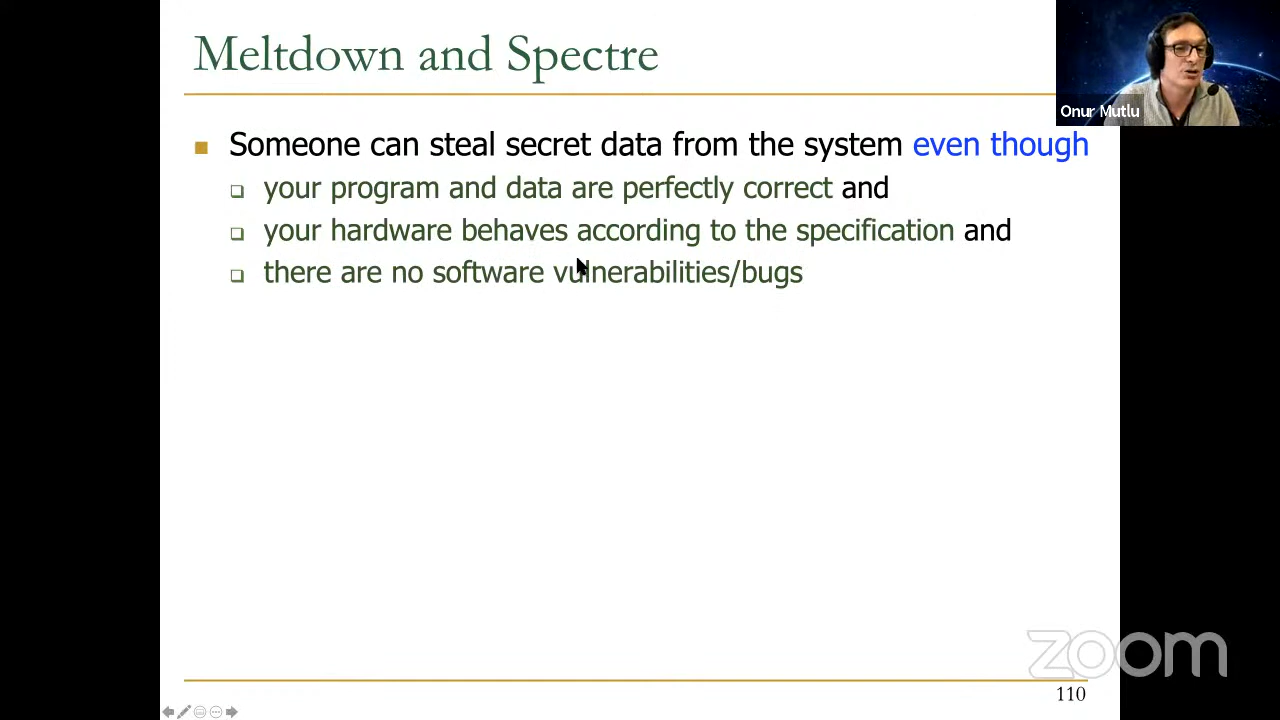 Meltdown and Spectre
Onur Mutlu
Someone can steal secret data from the system even though
your program and data are perfectly correct and
your hardware behaves according to the specification and
there are no software vulnerabilities/bugs
zoom
110